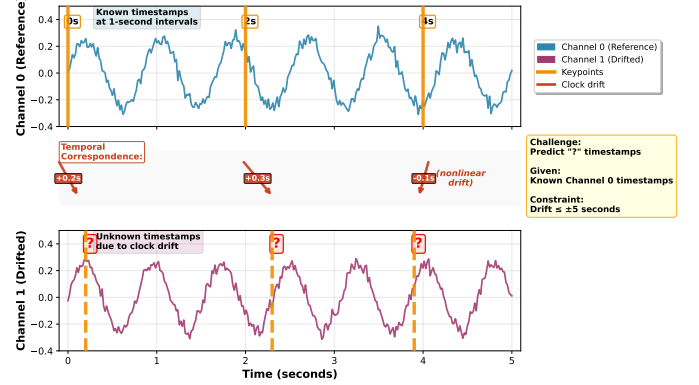 Channel 0 (Reference
0.4
0.2
0.0
−0.2
−0.4
0s
Known timestamps
at 1-second intervals
2s
4s
Channel 0 (Reference)
Channel 1 (Drifted)
Keypoints
Clock drift
Temporal
Correspondence:
+0.2s
+0.3s
-0.1s
(nonlinear
drift)
Challenge:
Predict "?" timestamps
Given:
Known Channel 0 timestamps
Constraint:
Drift ≤ ±5 seconds
Channel 1 (Drifted)
0.4
0.2
0.0
−0.2
−0.4
?
Unknown timestamps
due to clock drift
?
?
0
1
2
3
4
5
Time (seconds)